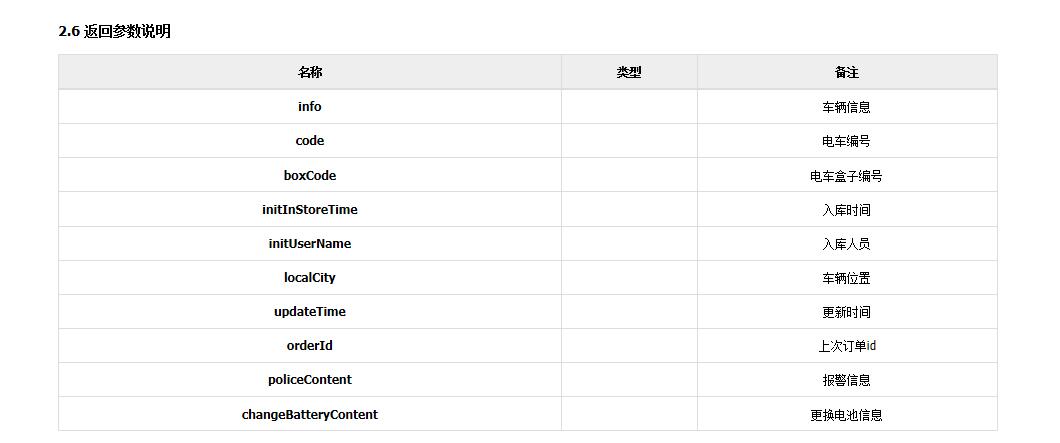 2.6 返回参数说明
名称 类型 备注
info 车辆信息
code 电车编号
boxCode 电车盒子编号
initInStoreTime 入库时间
initUserName 入库人员
localCity 车辆位置
updateTime 更新时间
orderId 上次订单id
policeContent 报警信息
changeBatteryContent 更换电池信息